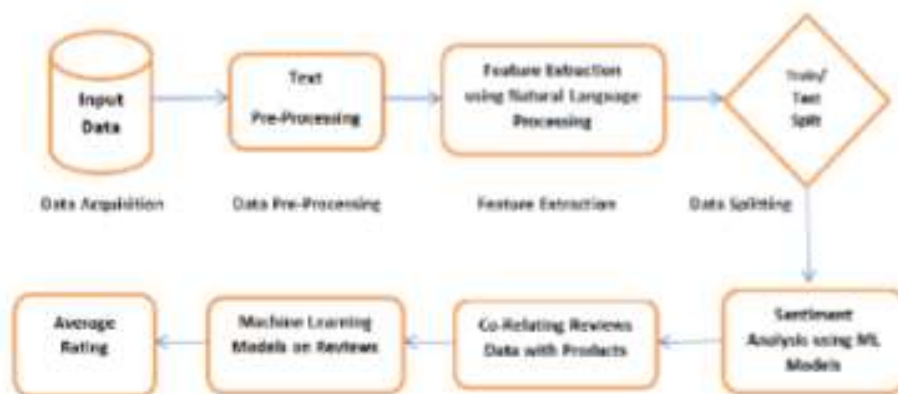 Input
Data
Text
Pre-Processing
Feature Extraction
using Natural Language
Processing
Train/
Test
Split
Data Acquisition
Data Pre-Processing
Feature Extraction
Data Splitting
Average
Rating
Machine Learning
Models on Reviews
Co-Relating Reviews
Data with Products
Sentiment
Analysis using ML
Models